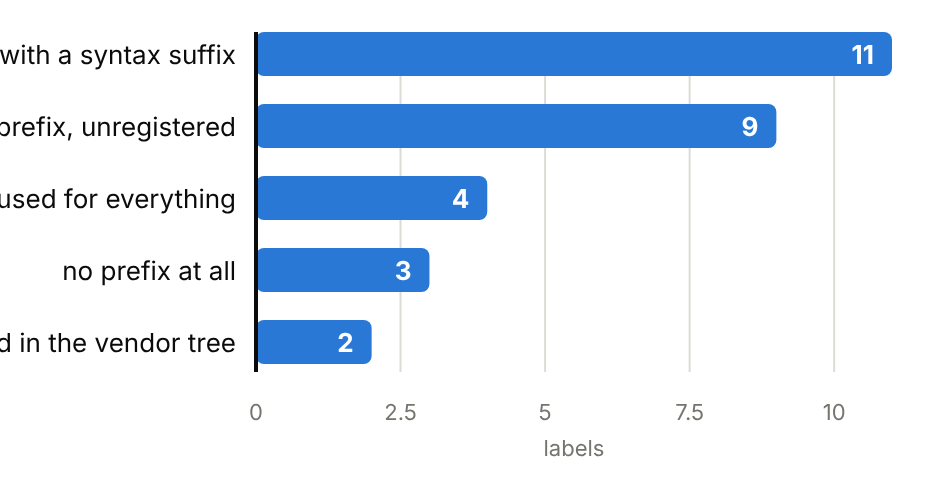 with a syntax suffix
11
prefix, unregistered
9
used for everything
4
no prefix at all
3
in the vendor tree
2
0 2.5 5 7.5 10
labels